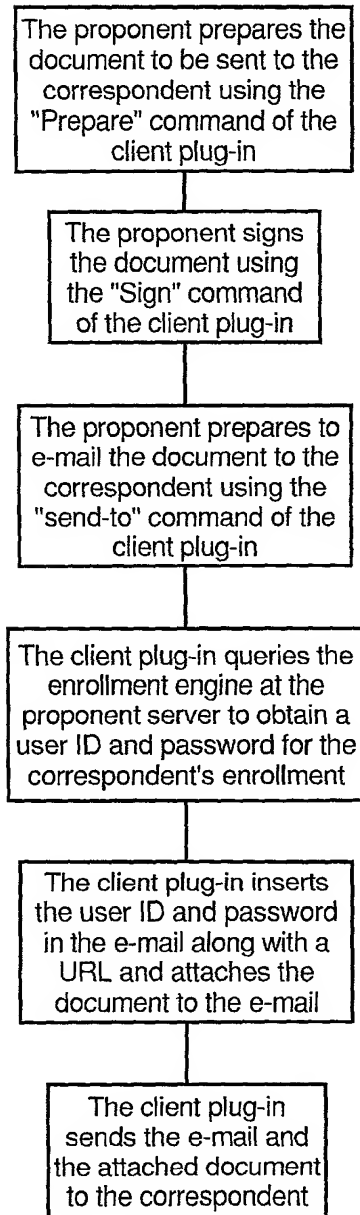 The proponent prepares the
document to be sent to the
correspondent using the
"Prepare" command of the
client plug-in
The proponent signs
the document using
the "Sign" command
of the client plug-in
The proponent prepares to
e-mail the document to the
correspondent using the
"send-to" command of the
client plug-in
The client plug-in queries the
enrollment engine at the
proponent server to obtain a
user ID and password for the
correspondent's enrollment
The client plug-in inserts
the user ID and password
in the e-mail along with a
URL and attaches the
document to the e-mail
The client plug-in
sends the e-mail and
the attached document
to the correspondent